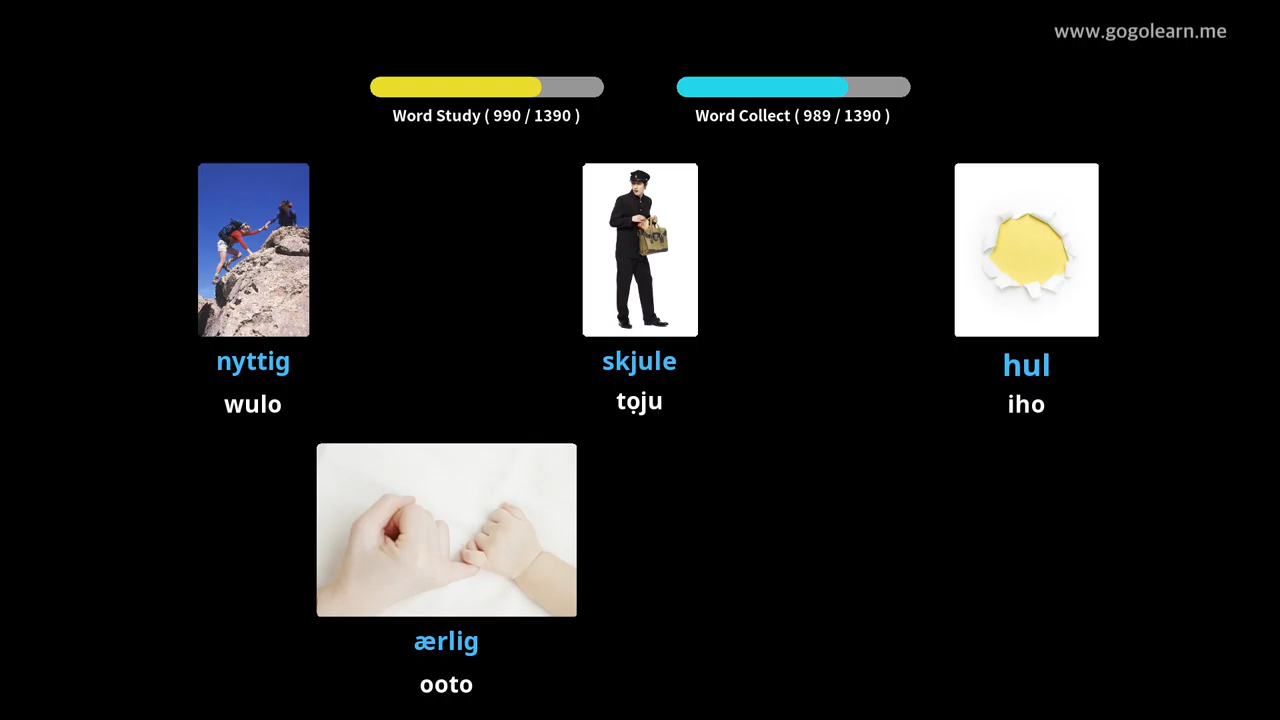 www.gogolearn.me
Word Study ( 990 / 1390 )
Word Collect ( 989 / 1390 )
nyttig
wulo
skjule
tọju
hul
iho
ærlig
ooto